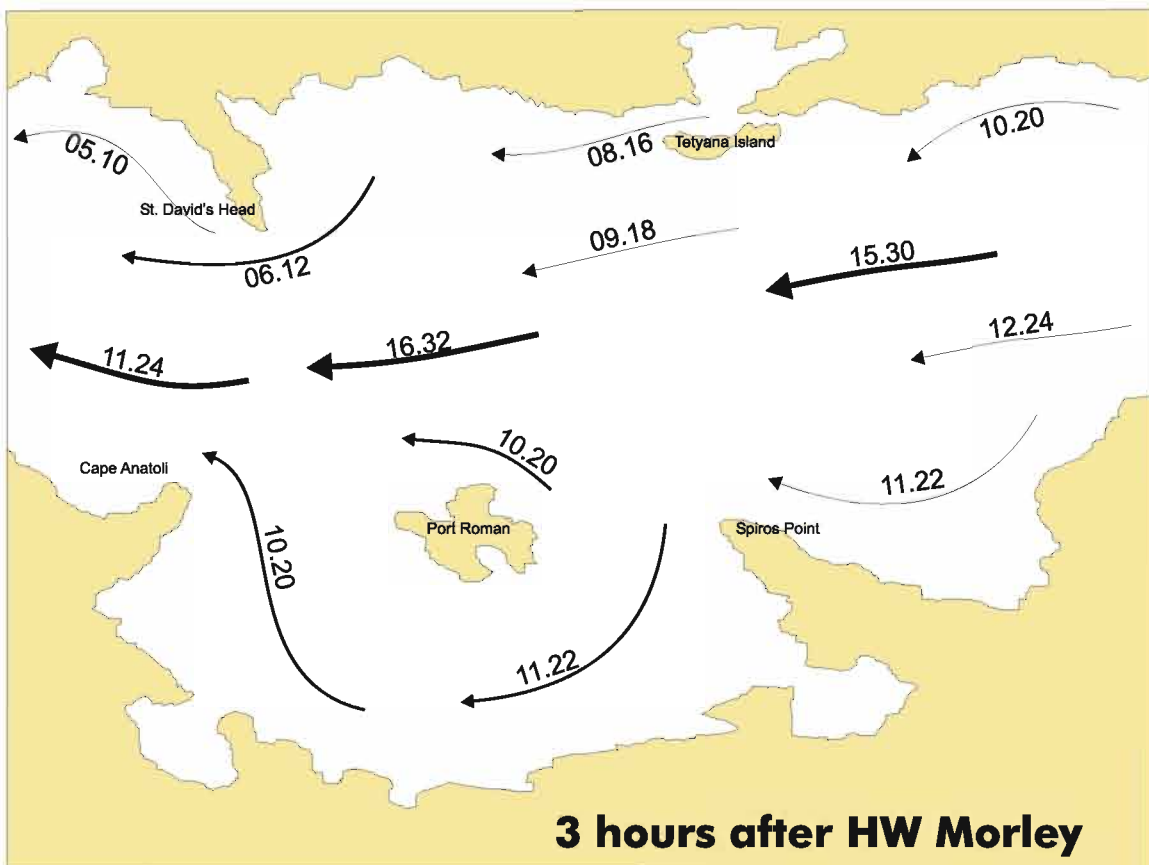 10.20
05.10
08.16
Tetyana Island
St. David's Head
09.18
06.12
15.30
12.24
16.32
11.24
10.20
Cape Anatoli
11.22
Port Roman
Spiros Point
10.20
11.22
3 hours after HW Morley